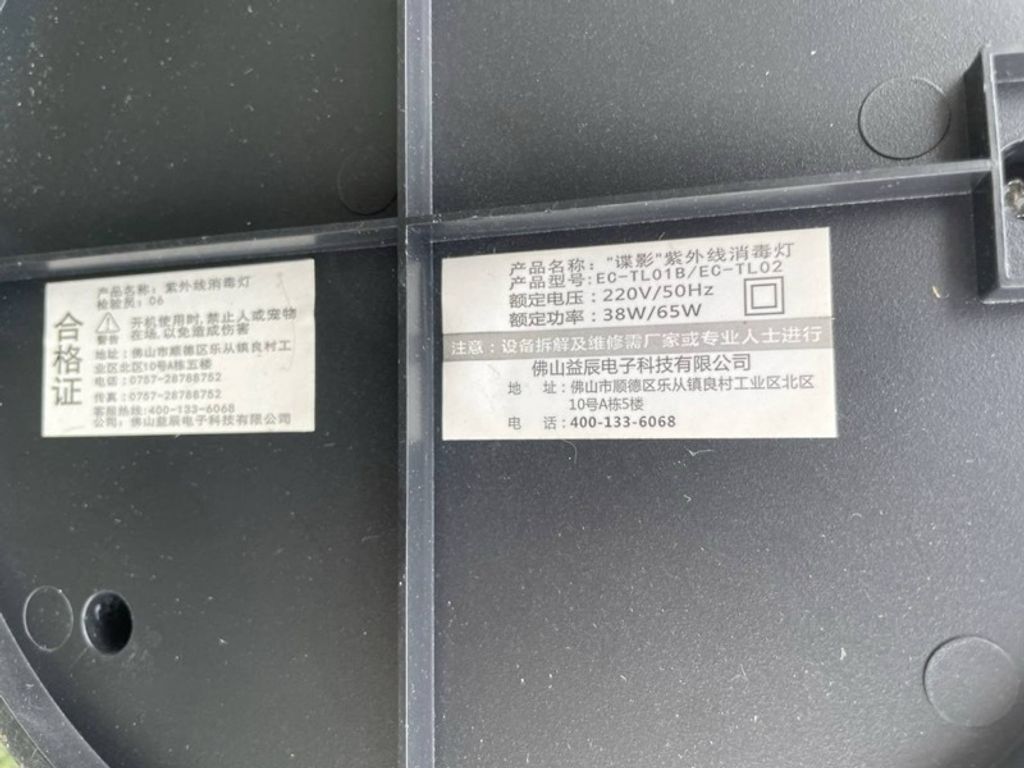 合格证
产品名称：紫外线消毒灯
检验员：06
警告
开机使用时，禁止人或宠物
在场，以免造成伤害
地址：佛山市顺德区乐从镇良村工
业区北区10号A栋五楼
电话：0757-28788752
传真：0757-28788752
客服热线：400-133-6068
公司：佛山益辰电子科技有限公司
产品名称："谍影"紫外线消毒灯
产品型号：EC-TL01B/EC-TL02
额定电压：220V/50Hz
额定功率：38W/65W
注意：设备拆解及维修需厂家或专业人士进行
佛山益辰电子科技有限公司
地 址：佛山市顺德区乐从镇良村工业区北区
10号A栋5楼
电 话：400-133-6068